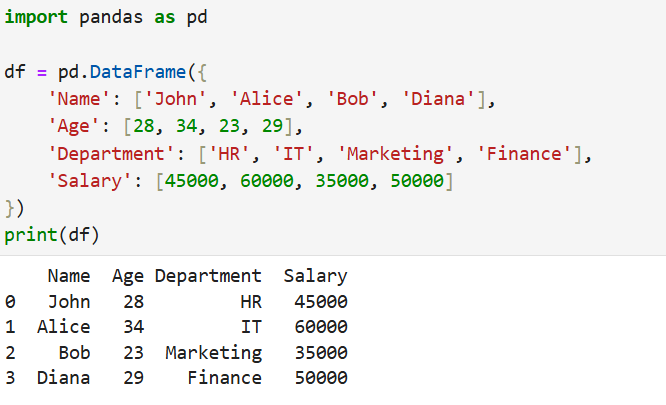 import pandas as pd
df = pd.DataFrame({
    'Name': ['John', 'Alice', 'Bob', 'Diana'],
    'Age': [28, 34, 23, 29],
    'Department': ['HR', 'IT', 'Marketing', 'Finance'],
    'Salary': [45000, 60000, 35000, 50000]
})
print(df)
    Name  Age Department  Salary
0   John   28         HR   45000
1  Alice   34         IT   60000
2    Bob   23  Marketing   35000
3  Diana   29    Finance   50000